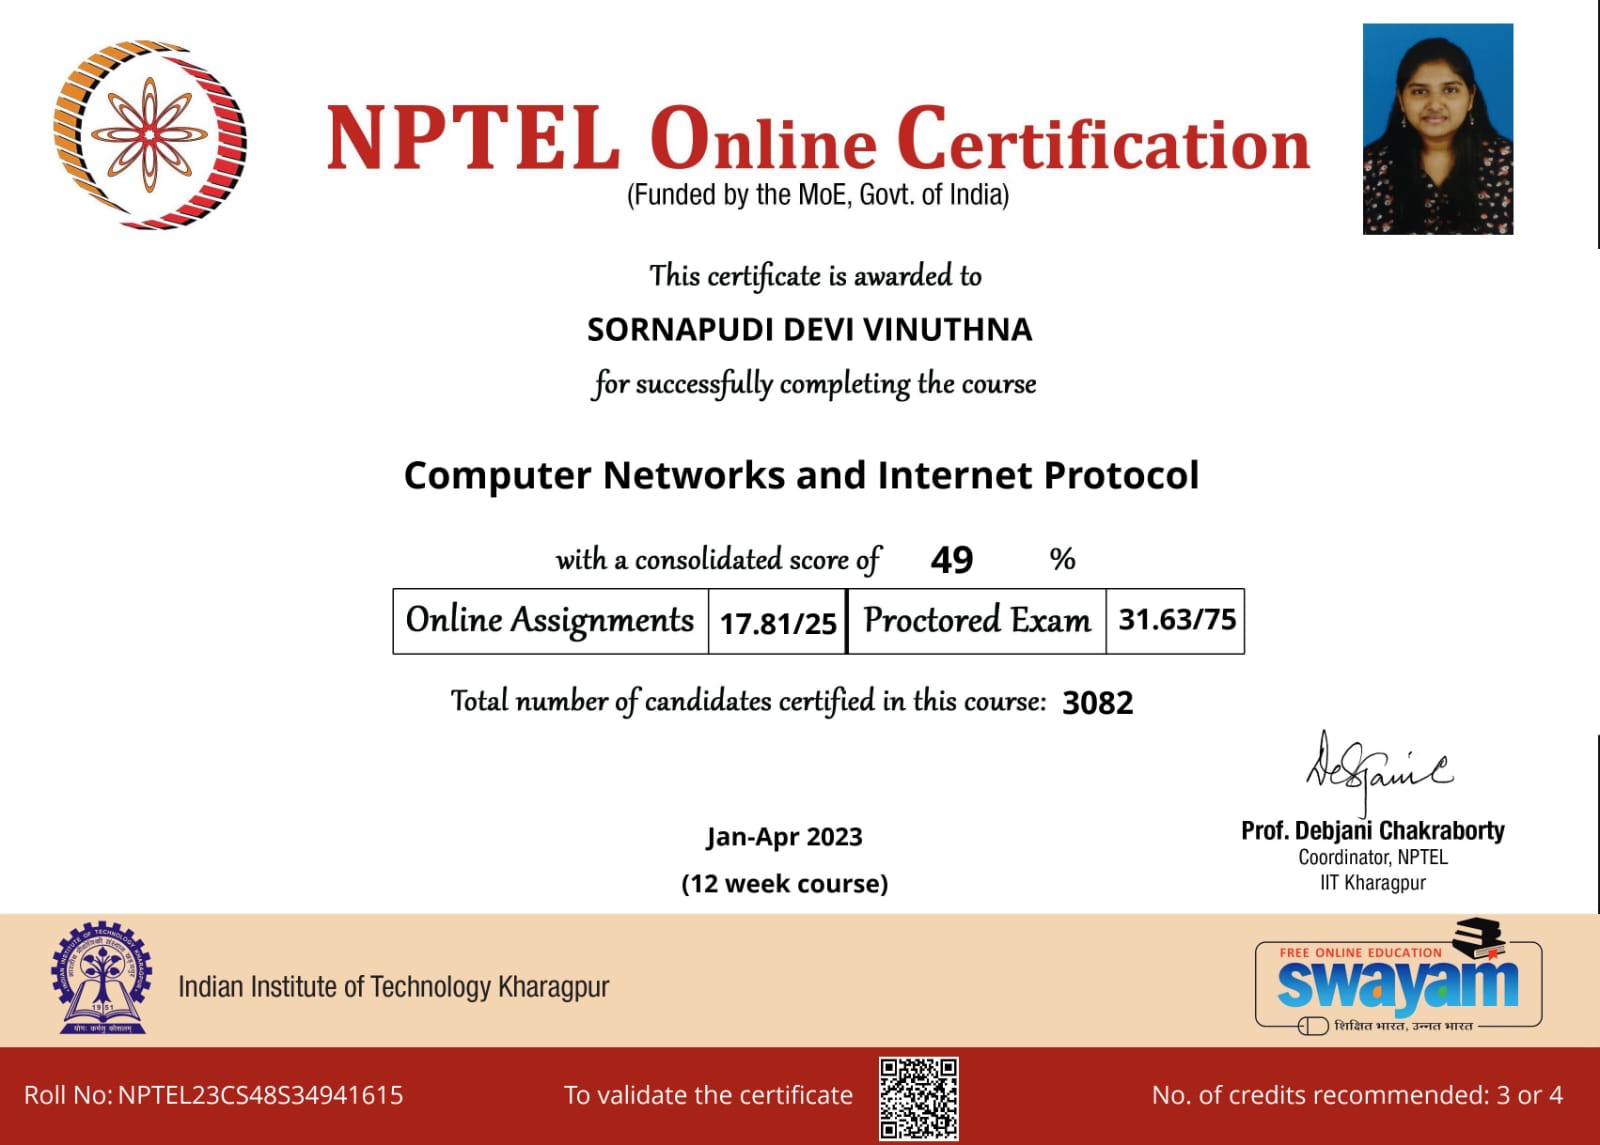 NPTEL Online Certification
(Funded by the MoE, Govt. of India)
This certificate is awarded to
SORNAPUDI DEVI VINUTHNA
for successfully completing the course
Computer Networks and Internet Protocol
with a consolidated score of 49 %
Online Assignments 17.81/25 Proctored Exam 31.63/75
Total number of candidates certified in this course: 3082
Jan-Apr 2023
(12 week course)
Prof. Debjani Chakraborty
Coordinator, NPTEL
IIT Kharagpur
INDIAN INSTITUTE OF TECHNOLOGY KHARAGPUR
1951
योगः कर्मसु कौशलम्
Indian Institute of Technology Kharagpur
FREE ONLINE EDUCATION
swayam
शिक्षित भारत, उन्नत भारत
Roll No: NPTEL23CS48S34941615
To validate the certificate
No. of credits recommended: 3 or 4